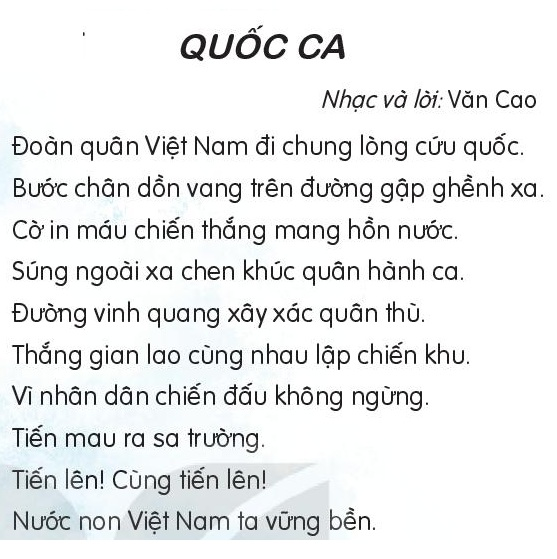 QUỐC CA
Nhạc và lời: Văn Cao
Đoàn quân Việt Nam đi chung lòng cứu quốc.
Bước chân dồn vang trên đường gập ghềnh xa.
Cờ in máu chiến thắng mang hồn nước.
Súng ngoài xa chen khúc quân hành ca.
Đường vinh quang xây xác quân thù.
Thắng gian lao cùng nhau lập chiến khu.
Vì nhân dân chiến đấu không ngừng.
Tiến mau ra sa trường.
Tiến lên! Cùng tiến lên!
Nước non Việt Nam ta vững bền.